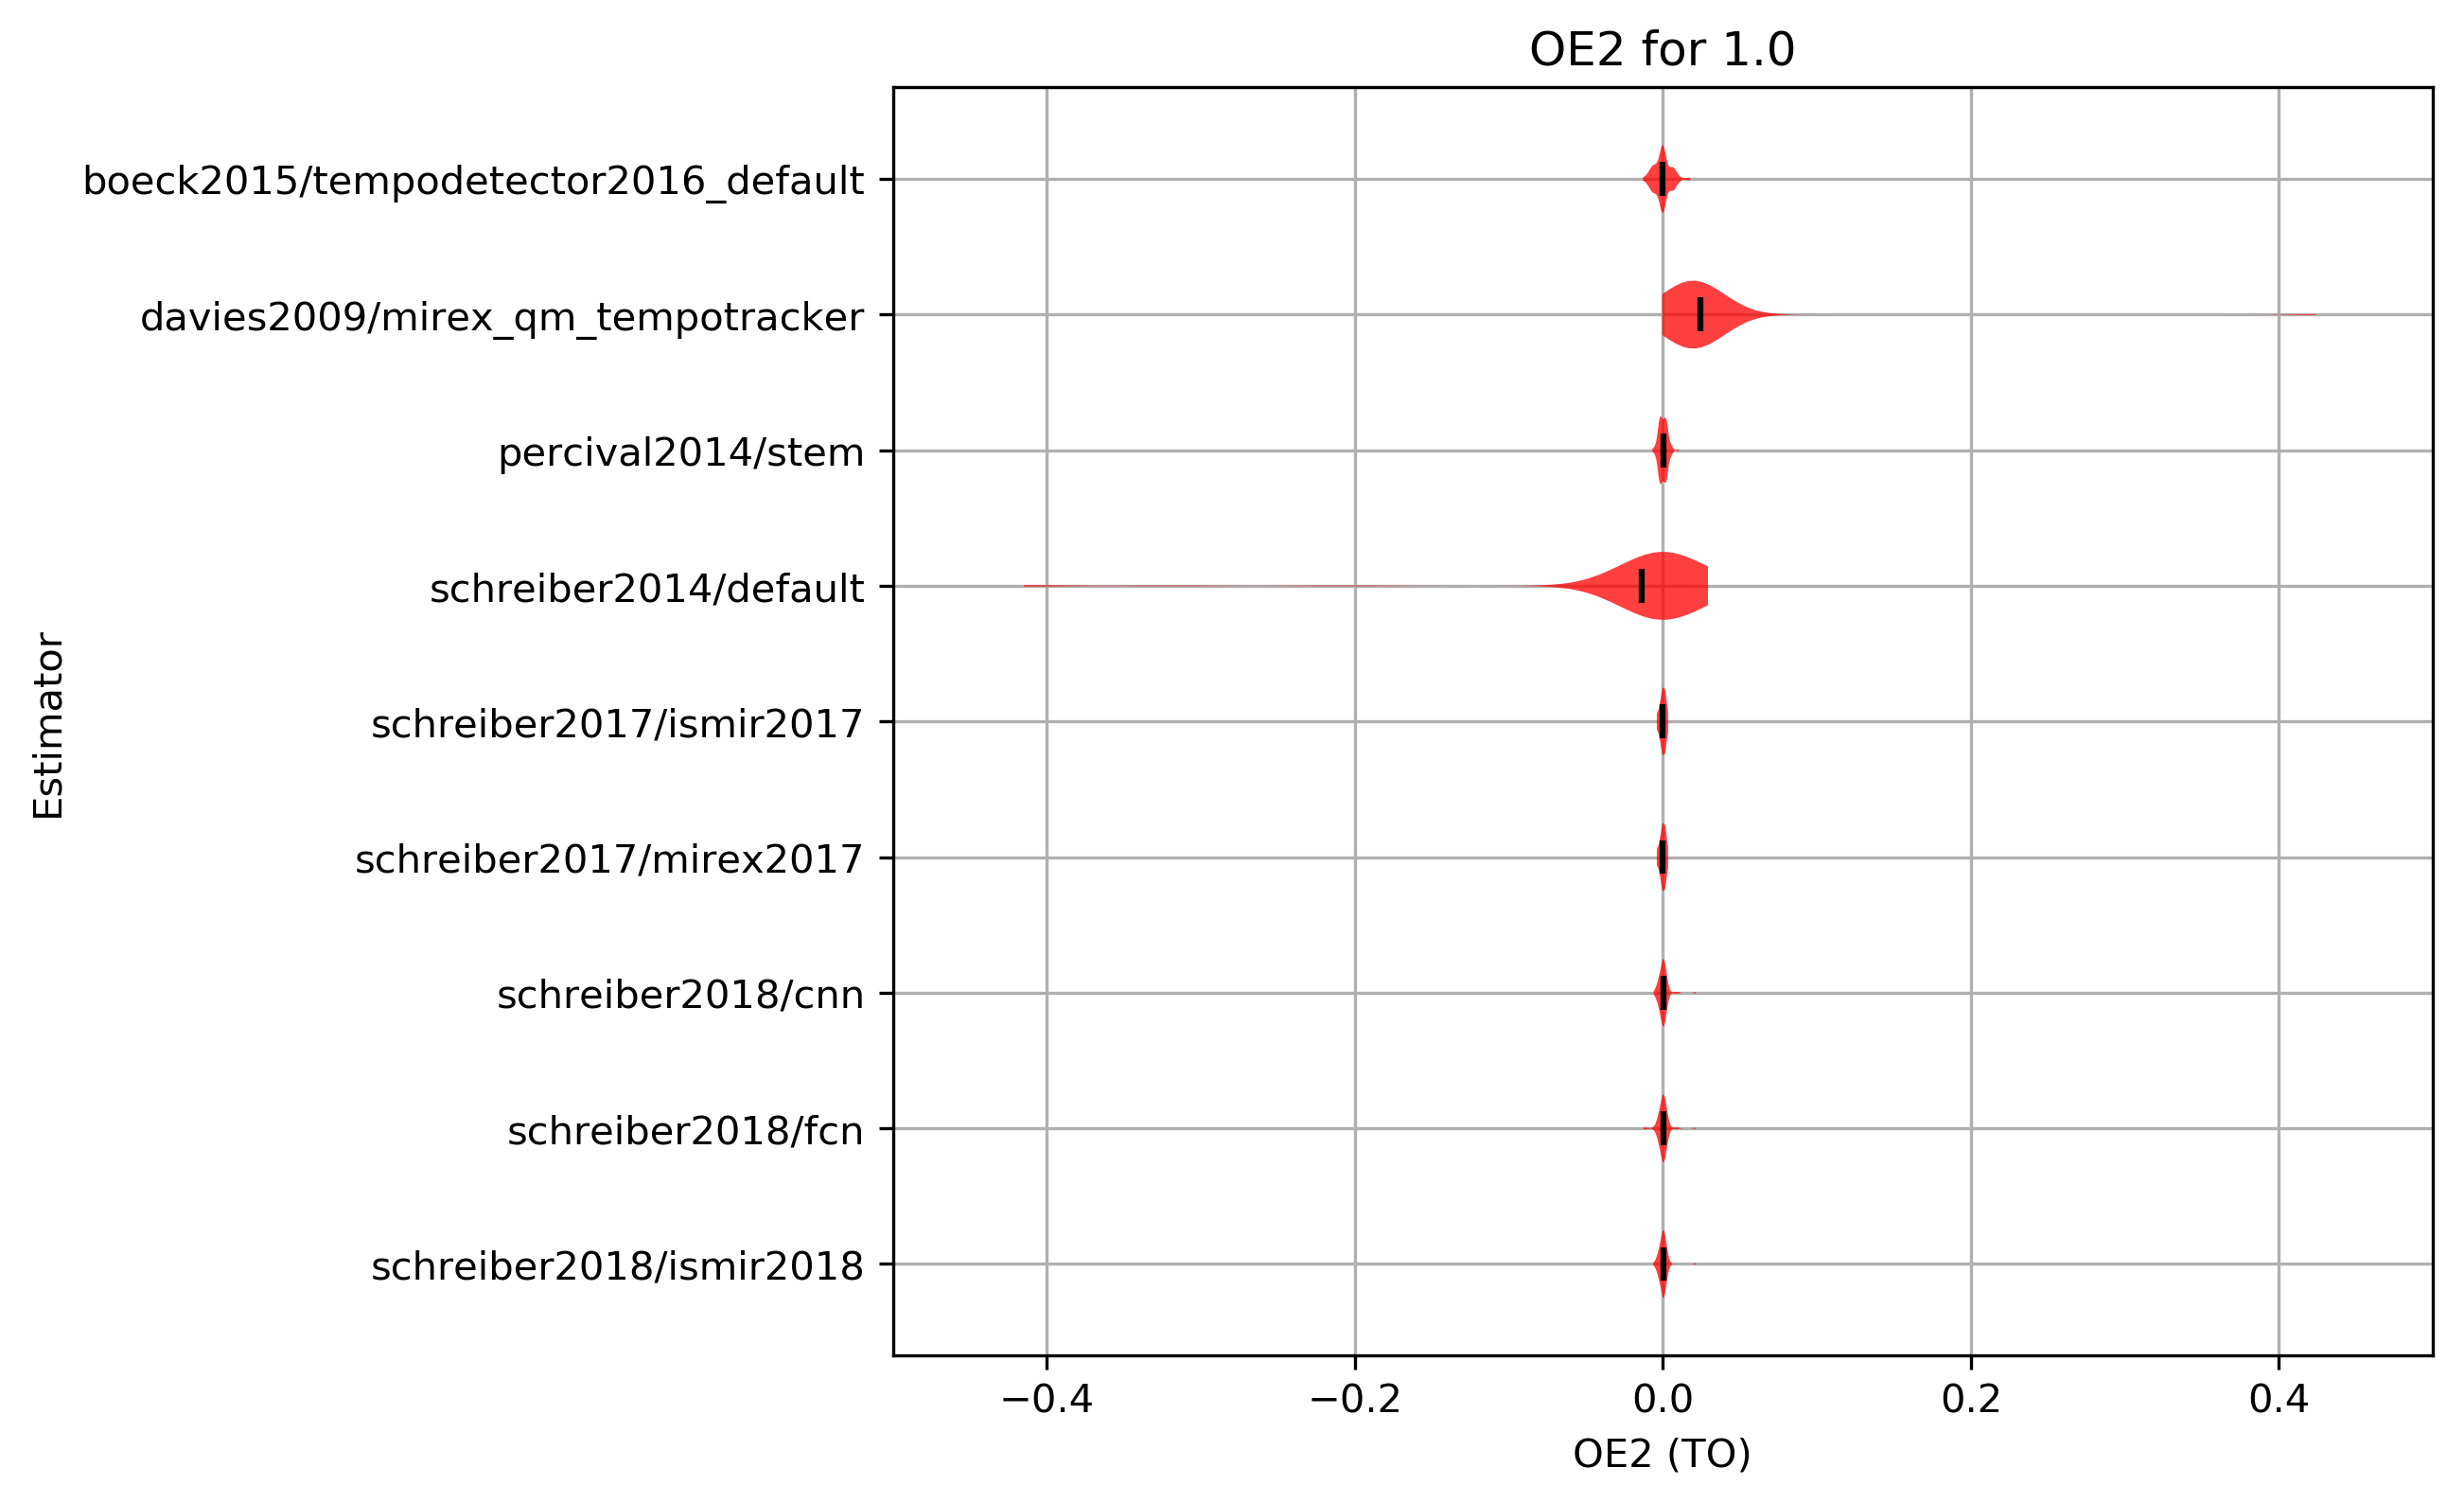 OE2 for 1.0
boeck2015/tempodetector2016_default
davies2009/mirex_qm_tempotracker
percival2014/stem
schreiber2014/default
schreiber2017/ismir2017
schreiber2017/mirex2017
schreiber2018/cnn
schreiber2018/fcn
schreiber2018/ismir2018
Estimator
−0.4 −0.2 0.0 0.2 0.4
OE2 (TO)